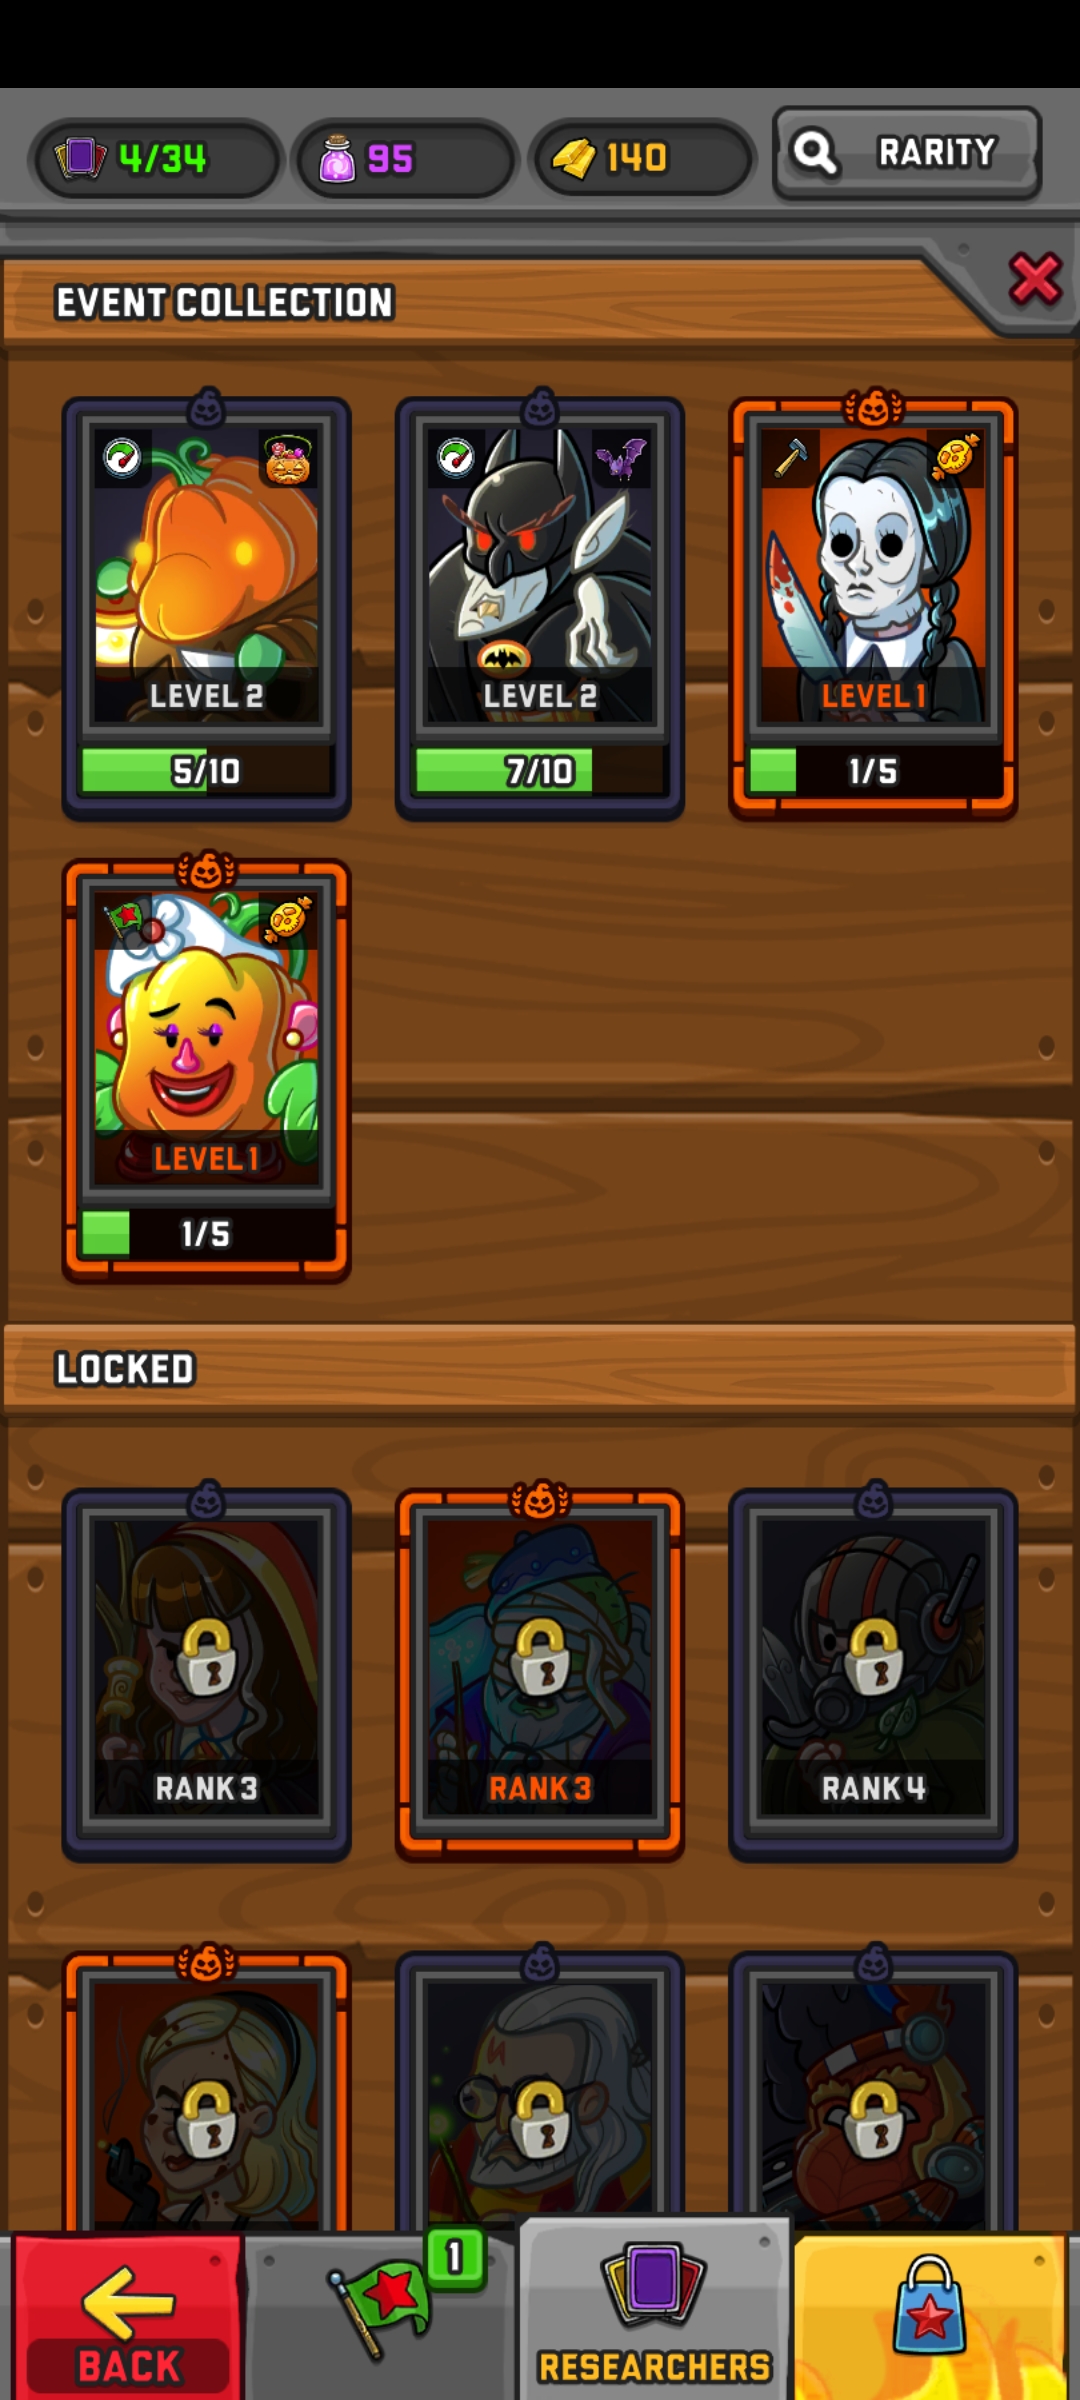 4/34 95 140 RARITY
EVENT COLLECTION
LEVEL 2 LEVEL 2 LEVEL 1
5/10 7/10 1/5
LEVEL 1
1/5
LOCKED
RANK 3 RANK 3 RANK 4
1
BACK RESEARCHERS